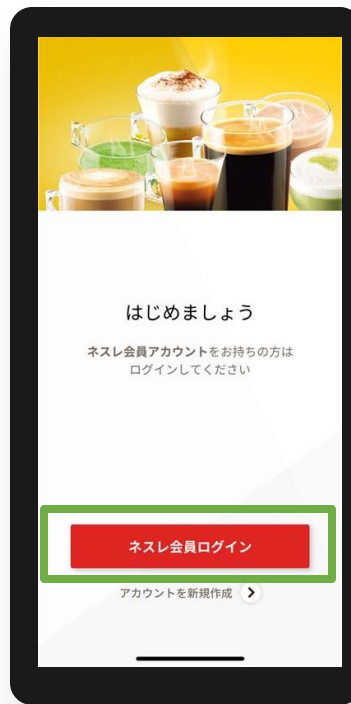 はじめましょう
ネスレ会員アカウントをお持ちの方は
ログインしてください
ネスレ会員ログイン
アカウントを新規作成